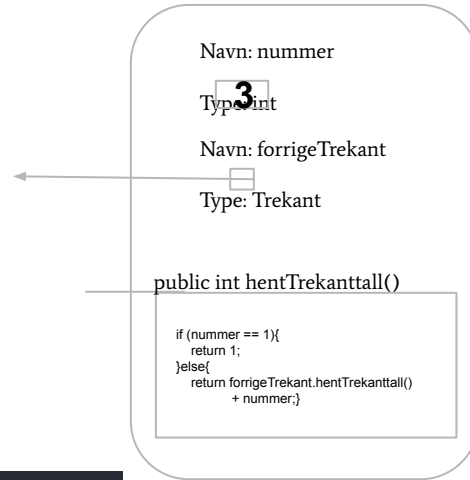 Navn: nummer
3
Type: int
Navn: forrigeTrekant
Type: Trekant
public int hentTrekanttall()
if (nummer == 1){
return 1;
}else{
return forrigeTrekant.hentTrekanttall()
+ nummer;}